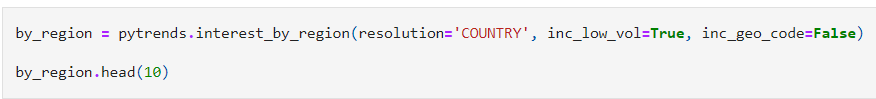 by_region = pytrends.interest_by_region(resolution='COUNTRY', inc_low_vol=True, inc_geo_code=False)
by_region.head(10)